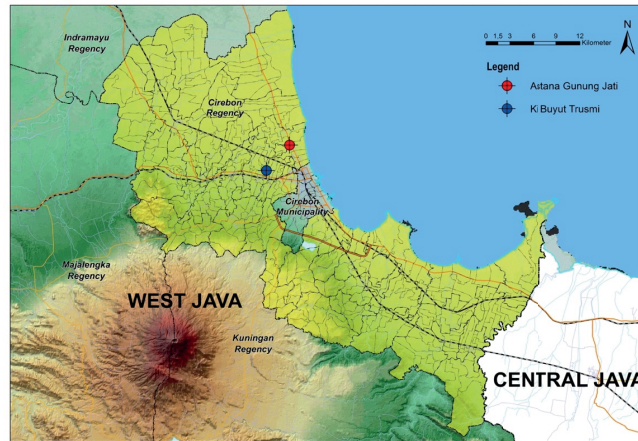 Indramayu
Regency
N
0 1,5 3 6 9 12
Kilometer
Legend
Astana Gunung Jati
Ki Buyut Trusmi
Cirebon
Regency
Cirebon
Municipality
Majalengka
Regency
WEST JAVA
Kuningan
Regency
CENTRAL JAVA